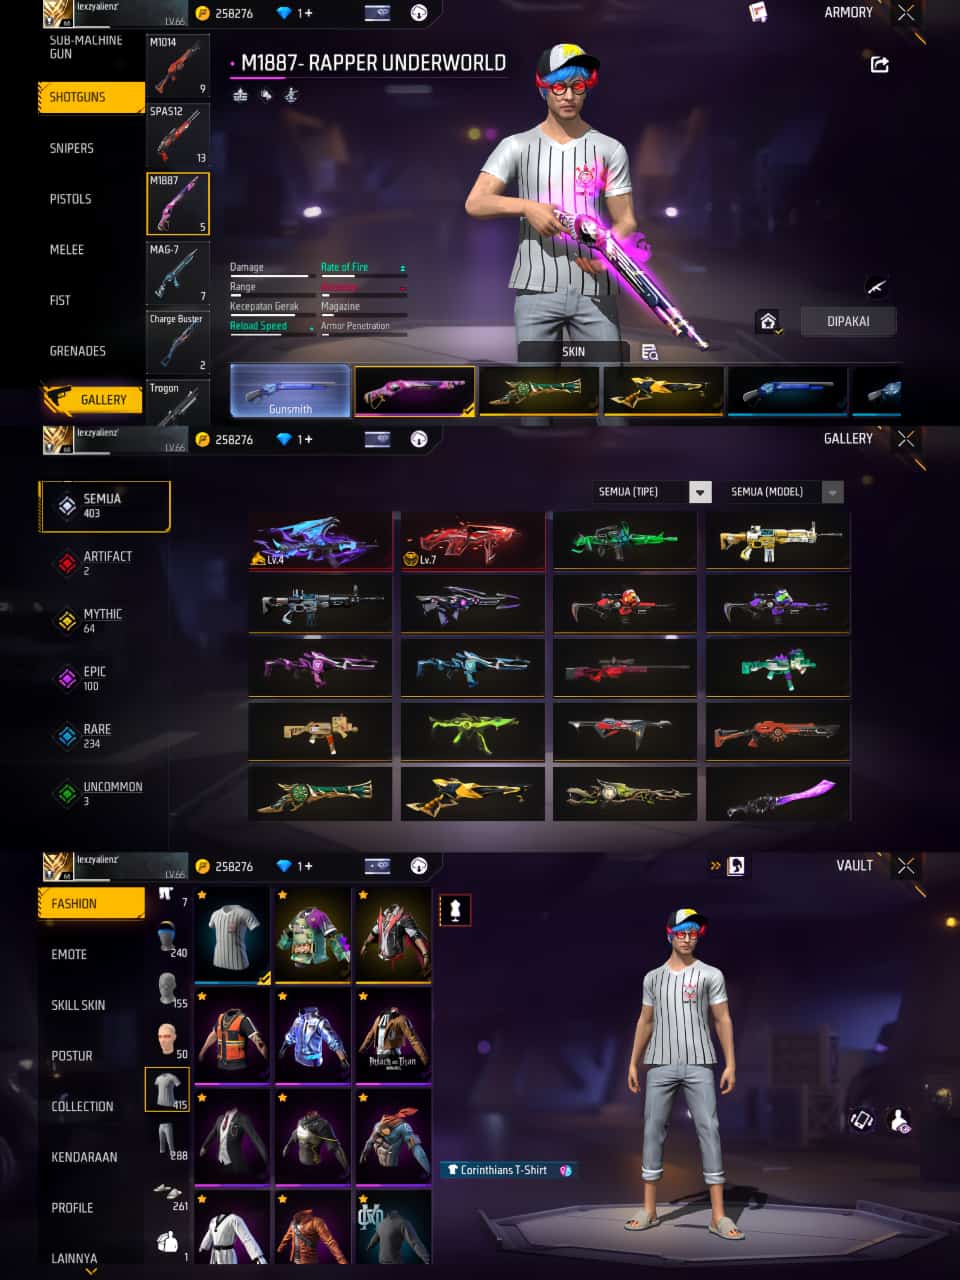 lexzyalienz'
LV.66
258276
1+
ARMORY
SUB-MACHINE
GUN
SHOTGUNS
SNIPERS
PISTOLS
MELEE
FIST
GRENADES
GALLERY
M1014
9
SPAS12
13
M1887
5
MAG-7
7
Charge Buster
2
Trogon
M1887- RAPPER UNDERWORLD
Damage
Rate of Fire
Range
Kecepatan Gerak
Magazine
Reload Speed
Armor Penetration
DIPAKAI
SKIN
Gunsmith
lexzyalienz'
LV.66
258276
1+
GALLERY
SEMUA
403
ARTIFACT
2
MYTHIC
64
EPIC
100
RARE
234
UNCOMMON
3
SEMUA (TIPE)
SEMUA (MODEL)
Lv.4
Lv.7
lexzyalienz'
LV.66
258276
1+
VAULT
FASHION
EMOTE
SKILL SKIN
POSTUR
COLLECTION
KENDARAAN
PROFILE
LAINNYA
7
240
155
50
415
288
261
1
Attack on Titan
Corinthians T-Shirt